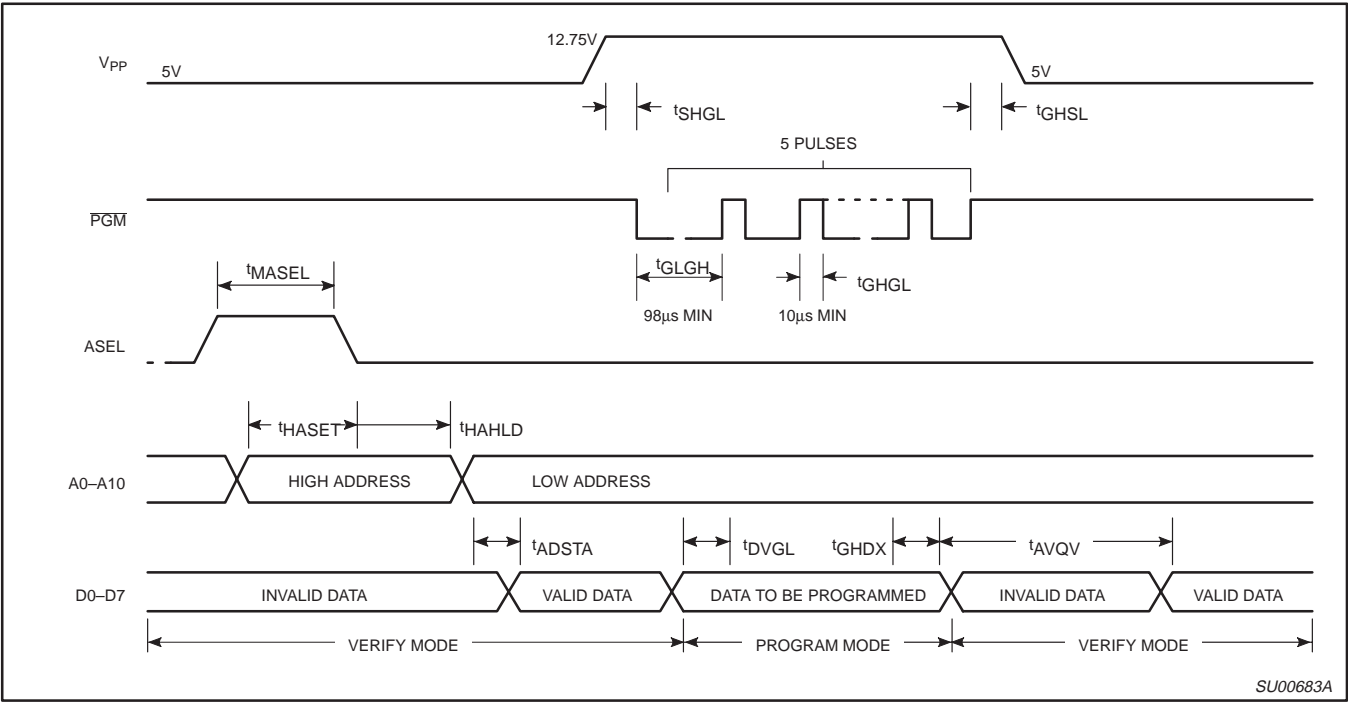 12.75V
VPP
5V
5V
tSHGL
tGHSL
5 PULSES
PGM
tMASEL
tGLGH
tGHGL
98µs MIN
10µs MIN
ASEL
tHASET
tHAHLD
A0–A10
HIGH ADDRESS
LOW ADDRESS
tADSTA
tDVGL
tGHDX
tAVQV
D0–D7
INVALID DATA
VALID DATA
DATA TO BE PROGRAMMED
INVALID DATA
VALID DATA
VERIFY MODE
PROGRAM MODE
VERIFY MODE
SU00683A